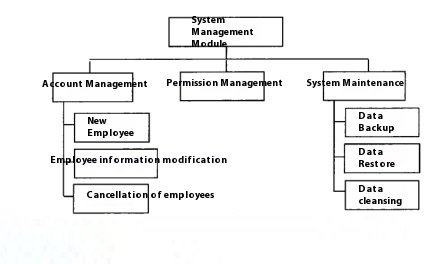 System
Management
Module
Account Management
Permission Management
System Maintenance
New
Employee
Employee information modification
Cancellation of employees
Data
Backup
Data
Restore
Data
cleansing